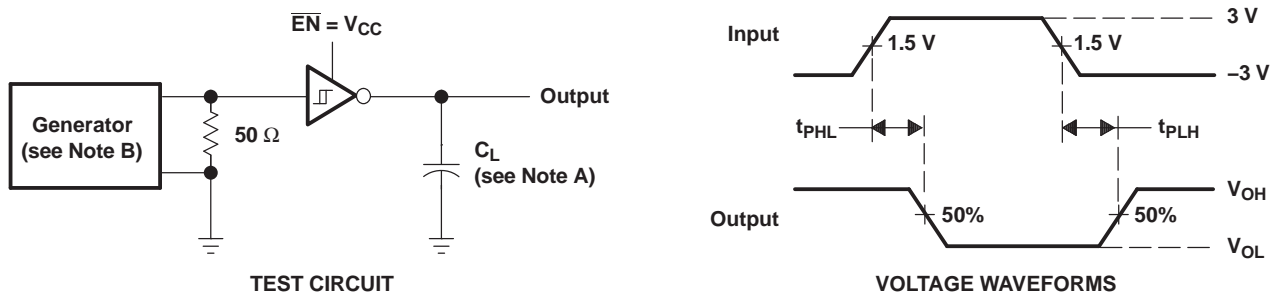 EN = VCC
Generator
(see Note B)
50 Ω
CL
(see Note A)
Output
TEST CIRCUIT
Input
1.5 V
1.5 V
3 V
–3 V
tPHL
tPLH
Output
50%
50%
VOH
VOL
VOLTAGE WAVEFORMS